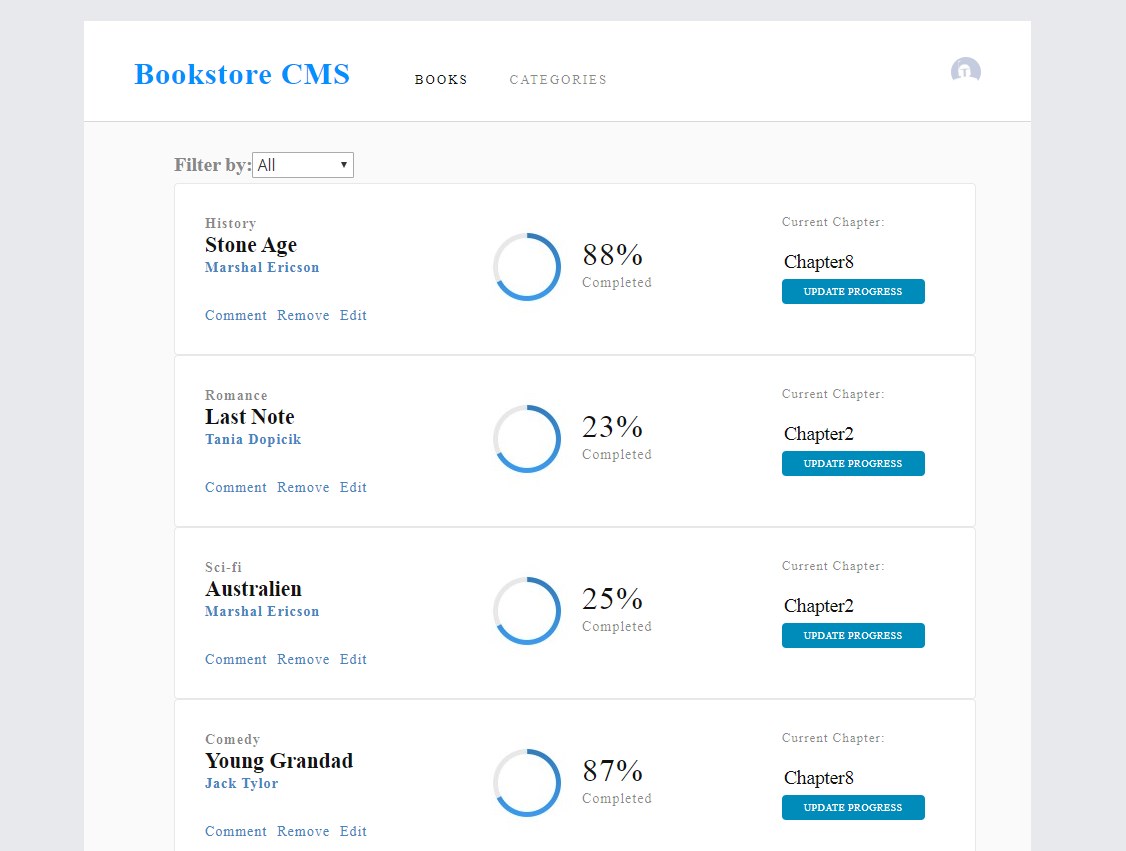 Bookstore CMS
BOOKS
CATEGORIES
Filter by: All
History
Stone Age
Marshal Ericson
Comment Remove Edit
88%
Completed
Current Chapter:
Chapter8
UPDATE PROGRESS
Romance
Last Note
Tania Dopicik
Comment Remove Edit
23%
Completed
Current Chapter:
Chapter2
UPDATE PROGRESS
Sci-fi
Australien
Marshal Ericson
Comment Remove Edit
25%
Completed
Current Chapter:
Chapter2
UPDATE PROGRESS
Comedy
Young Grandad
Jack Tylor
Comment Remove Edit
87%
Completed
Current Chapter:
Chapter8
UPDATE PROGRESS